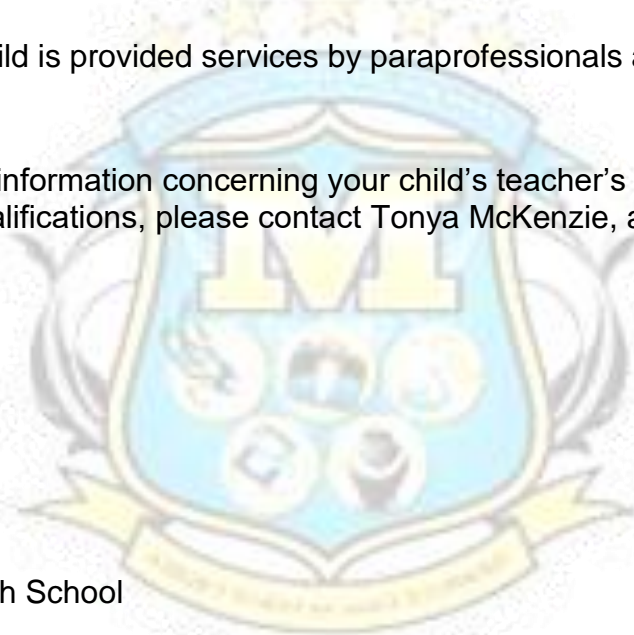 ild is provided services by paraprofessionals
information concerning your child’s teacher’s
alifications, please contact Tonya McKenzie, a
M
h School